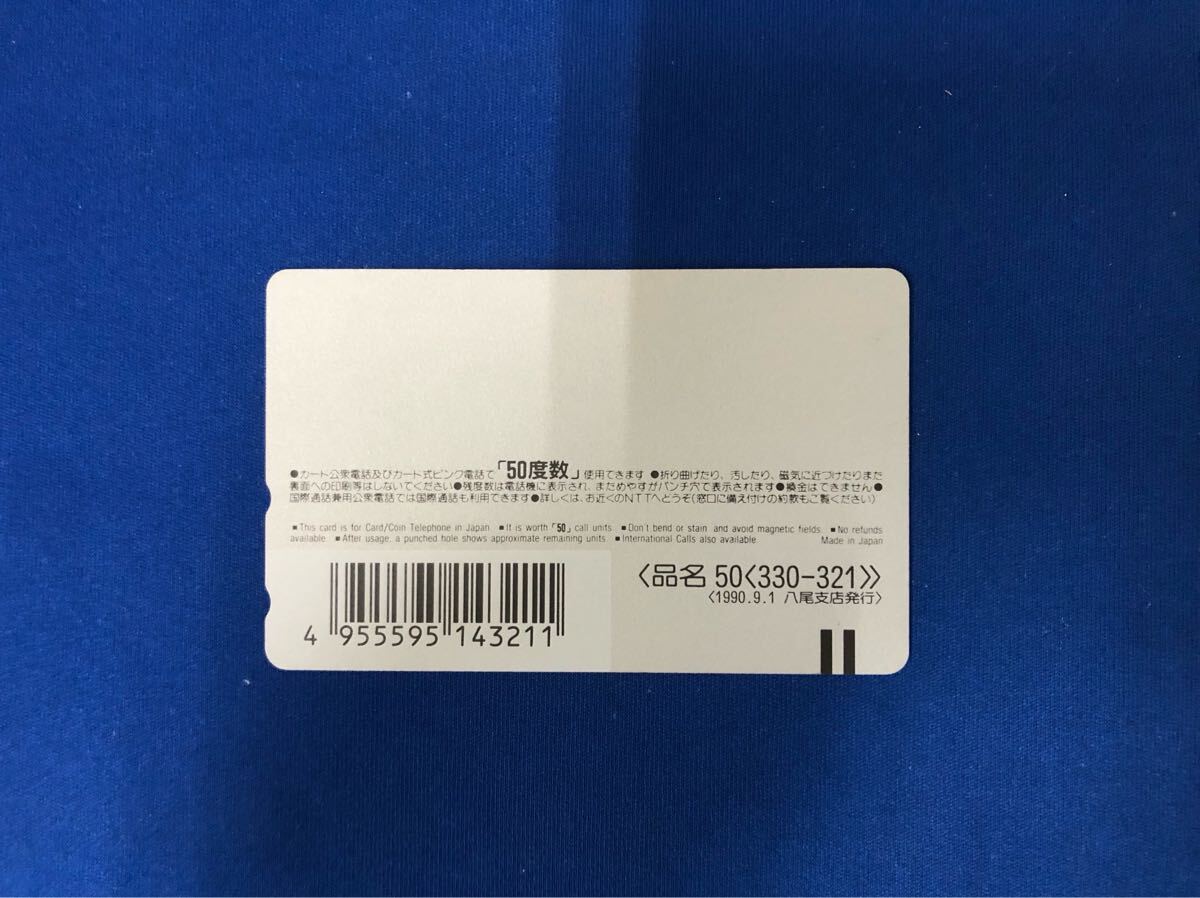 ●カード公衆電話及びカード式ピンク電話で「50度数」使用できます ●折り曲げたり、汚したり、磁気に近づけたりまた
裏面への印刷等はしないでください●残度数は電話機に表示され、まためやすがパンチ穴で表示されます●換金はできません●
国際通話兼用公衆電話では国際通話も利用できます●詳しくは、お近くのNTTへどうぞ(窓口に備え付けの約款もご覧ください)
■This card is for Card/Coin Telephone in Japan ■It is worth「50」call units ■Don't bend or stain and avoid magnetic fields ■No refunds
available ■After usage, a punched hole shows approximate remaining units ■International Calls also available Made in Japan
〈品名 50〈330-321〉〉
〈1990.9.1 八尾支店発行〉
4 955595 143211